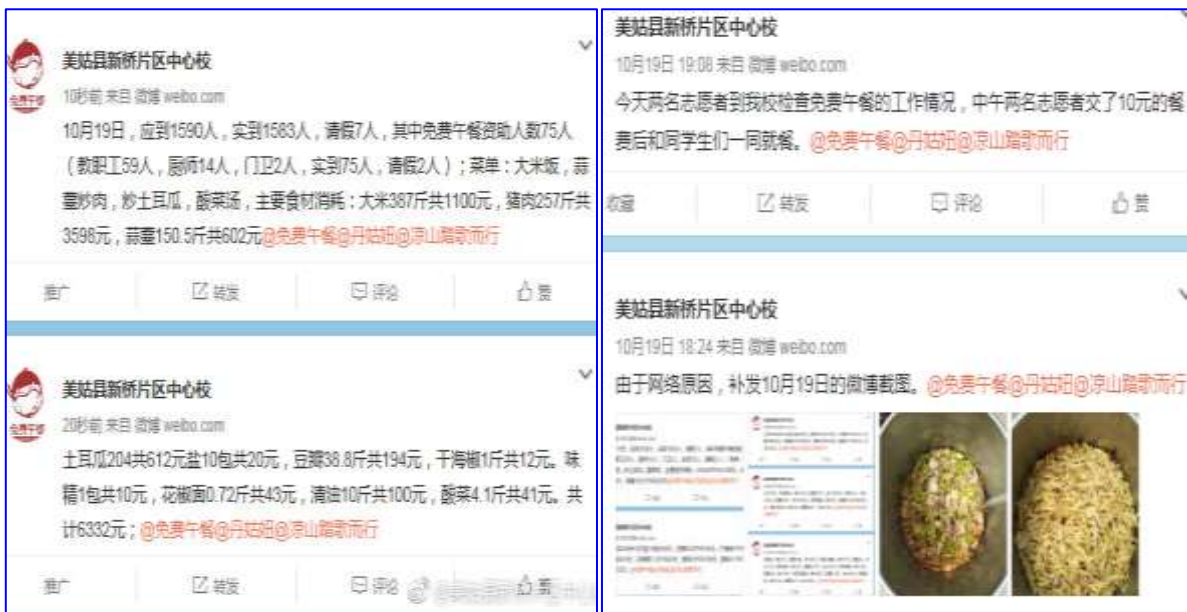 美姑县新桥片区中心校
10秒前 来自 微博 weibo.com
10月19日，应到1590人，实到1583人，请假7人，其中免费午餐资助人数75人
（教职工59人，厨师14人，门卫2人，实到75人，请假2人）；菜单：大米饭，蒜
薹炒肉，炒土耳瓜，酸菜汤，主要食材消耗：大米387斤共1100元，猪肉257斤共
3598元，蒜薹150.5斤共602元@免费午餐@丹姑妞@凉山踏歌而行
推广 转发 评论 赞
免费午餐
美姑县新桥片区中心校
20秒前 来自 微博 weibo.com
土耳瓜204共612元盐10包共20元，豆瓣38.8斤共194元，干海椒1斤共12元。味
精1包共10元，花椒面0.72斤共43元，清油10斤共100元，酸菜4.1斤共41元。共
计6332元；@免费午餐@丹姑妞@凉山踏歌而行
推广 转发 评论 赞
免费午餐
美姑县新桥片区中心校
10月19日 19:08 来自 微博 weibo.com
今天两名志愿者到我校检查免费午餐的工作情况，中午两名志愿者交了10元的餐
费后和同学生们一同就餐。@免费午餐@丹姑妞@凉山踏歌而行
收藏 转发 评论 赞
美姑县新桥片区中心校
10月19日 18:24 来自 微博 weibo.com
由于网络原因，补发10月19日的微博截图。@免费午餐@丹姑妞@凉山踏歌而行